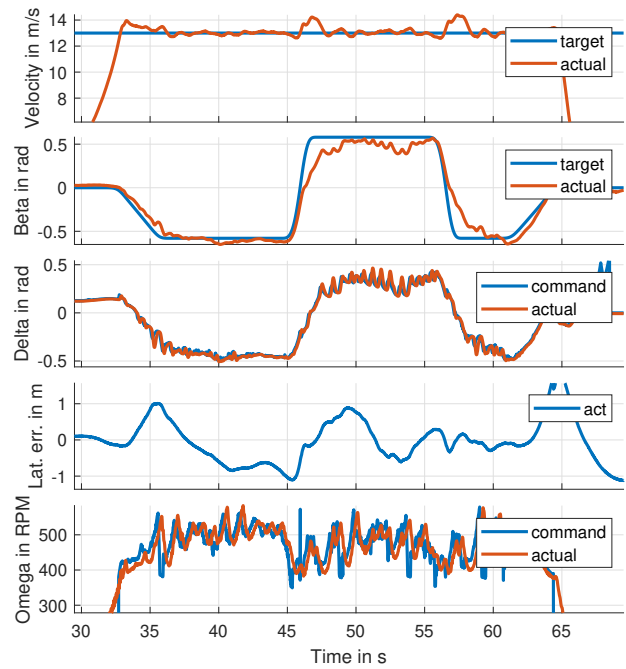 14
12
10
8
6
Velocity in m/s
target
actual
0.5
0
-0.5
Beta in rad
target
actual
0.5
0
-0.5
Delta in rad
command
actual
1
0
-1
Lat. err. in m
act
500
400
300
Omega in RPM
command
actual
30 35 40 45 50 55 60 65
Time in s